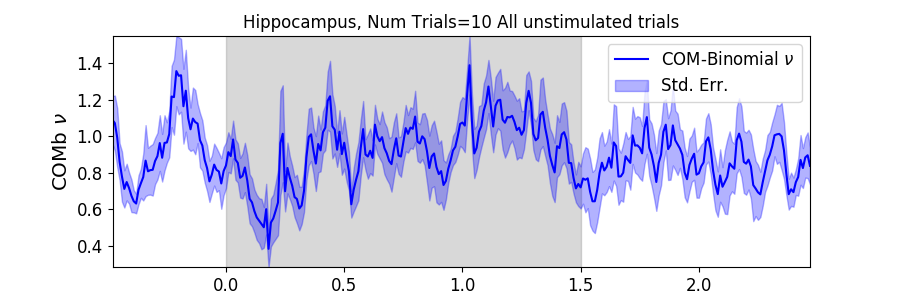 Hippocampus, Num Trials=10 All unstimulated trials
COM-Binomial ν
Std. Err.
COMb ν
1.4
1.2
1.0
0.8
0.6
0.4
0.0 0.5 1.0 1.5 2.0